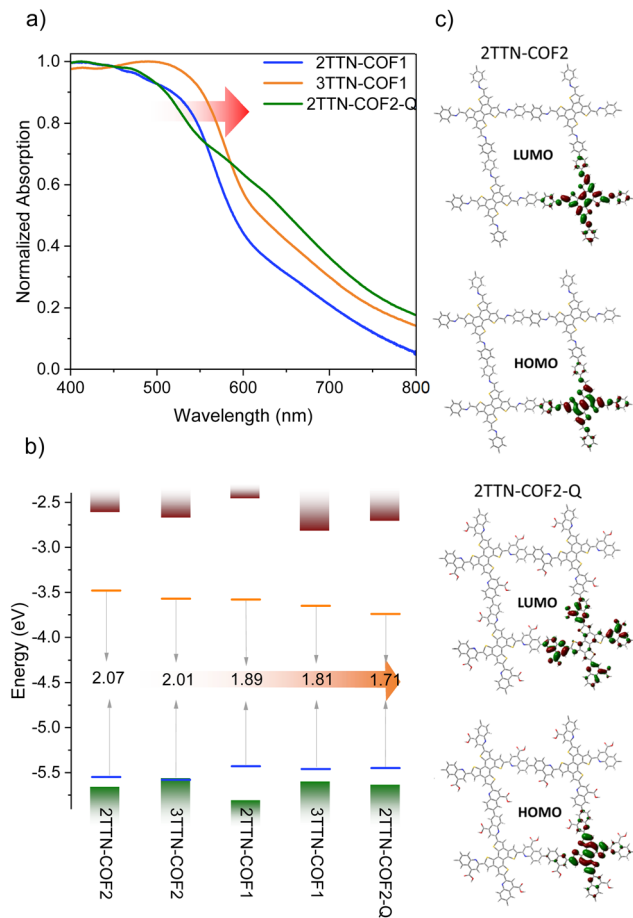 a)
Normalized Absorption
1.0
0.8
0.6
0.4
0.2
0.0
400
500
600
700
800
Wavelength (nm)
2TTN-COF1
3TTN-COF1
2TTN-COF2-Q
b)
Energy (eV)
-2.5
-3.0
-3.5
-4.0
-4.5
-5.0
-5.5
2.07
2.01
1.89
1.81
1.71
2TTN-COF2
3TTN-COF2
2TTN-COF1
3TTN-COF1
2TTN-COF2-Q
c)
2TTN-COF2
LUMO
HOMO
2TTN-COF2-Q
LUMO
HOMO